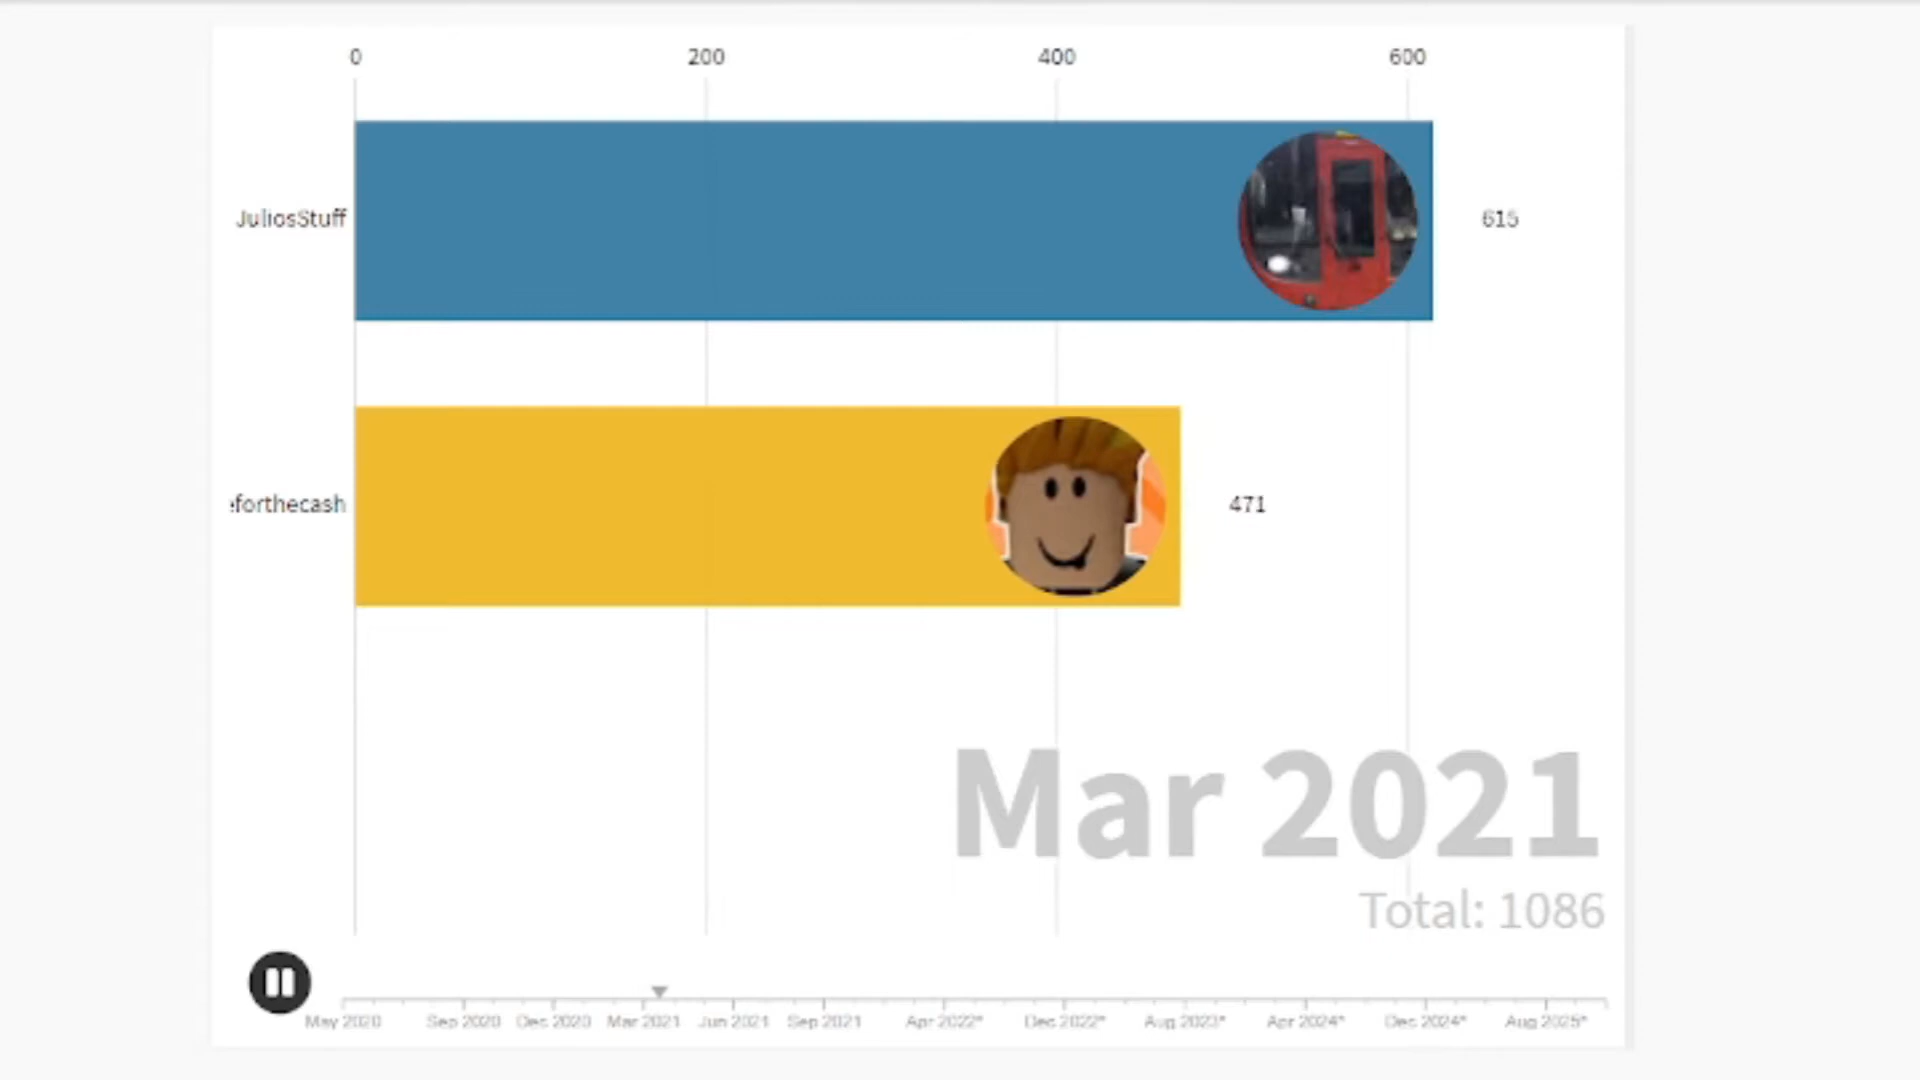 0 200 400 600
JuliosStuff 615
forthecash 471
Mar 2021
Total: 1086
May 2020 Sep 2020 Dec 2020 Mar 2021 Jun 2021 Sep 2021 Apr 2022* Dec 2022* Aug 2023* Apr 2024* Dec 2024* Aug 2025*